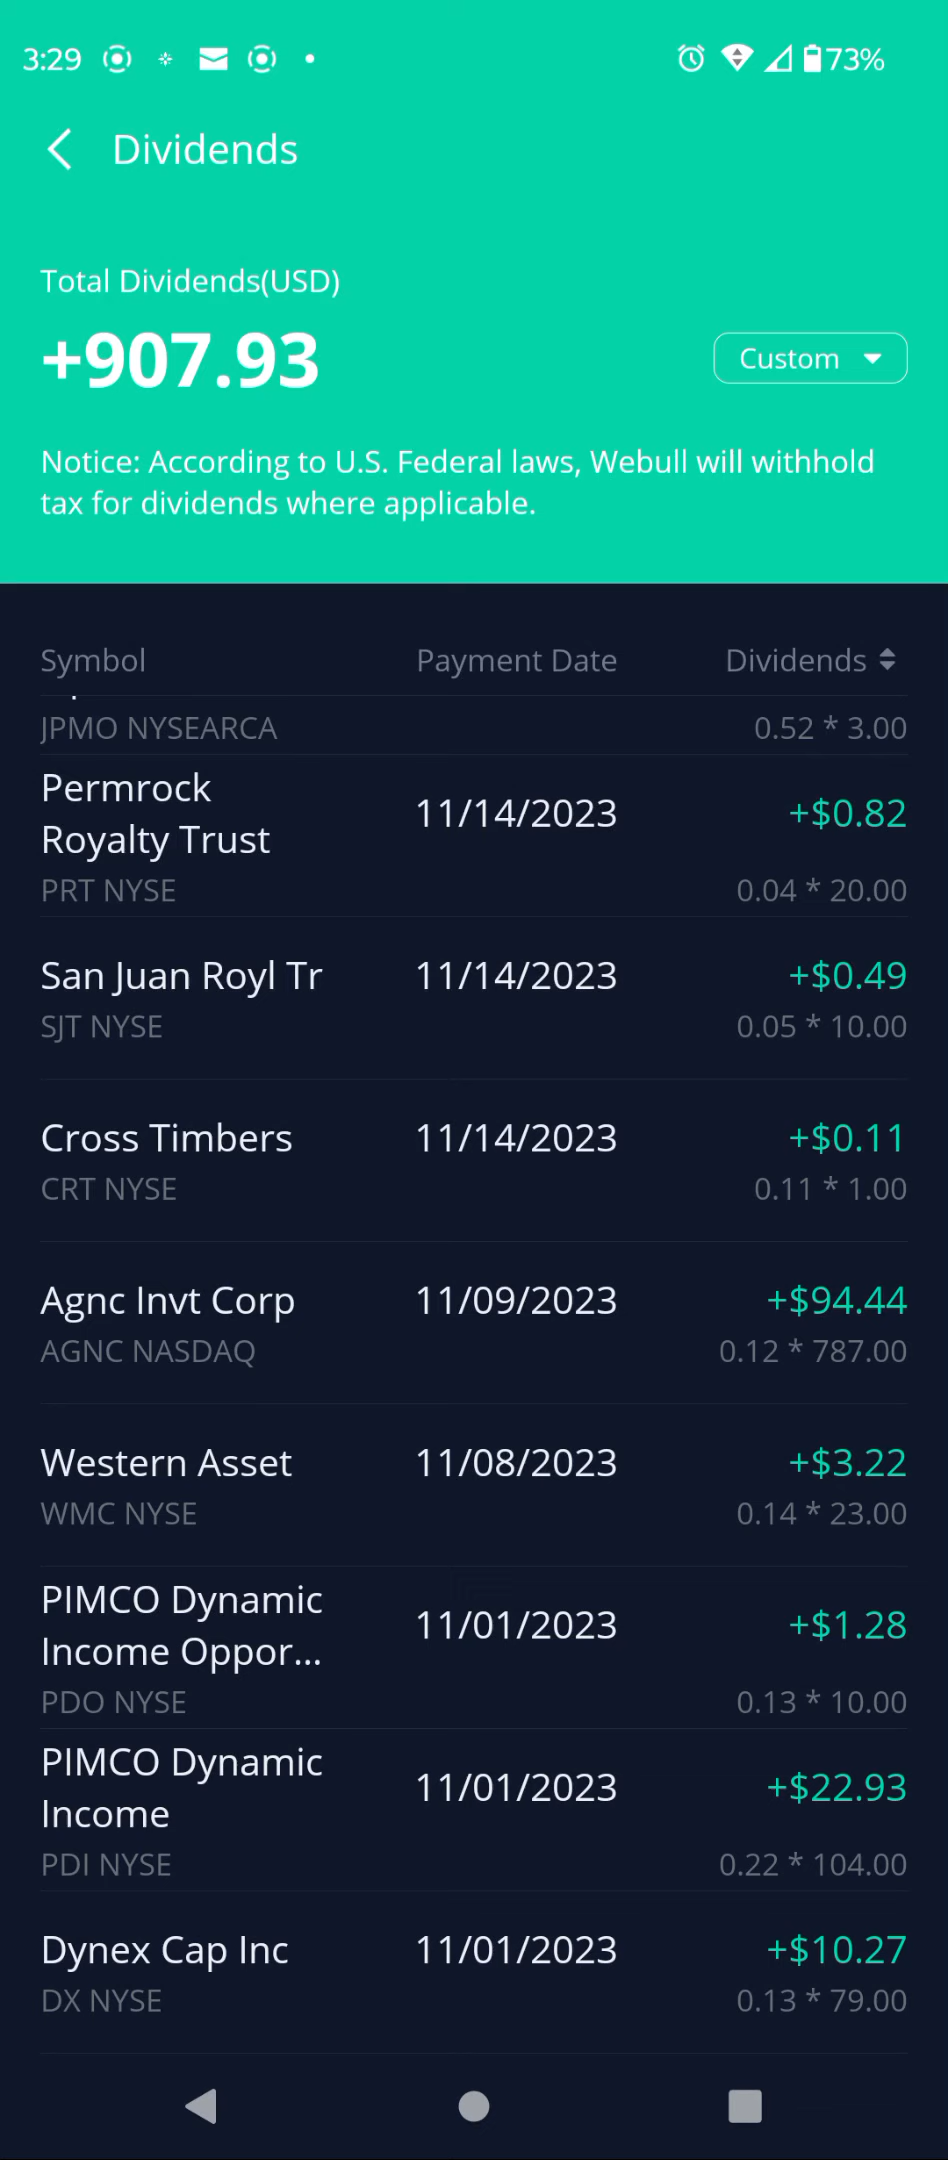 3:29
73%
Dividends
Total Dividends(USD)
+907.93
Custom
Notice: According to U.S. Federal laws, Webull will withhold
tax for dividends where applicable.
Symbol Payment Date Dividends
JPMO NYSEARCA 0.52 * 3.00
Permrock
Royalty Trust 11/14/2023 +$0.82
PRT NYSE 0.04 * 20.00
San Juan Royl Tr 11/14/2023 +$0.49
SJT NYSE 0.05 * 10.00
Cross Timbers 11/14/2023 +$0.11
CRT NYSE 0.11 * 1.00
Agnc Invt Corp 11/09/2023 +$94.44
AGNC NASDAQ 0.12 * 787.00
Western Asset 11/08/2023 +$3.22
WMC NYSE 0.14 * 23.00
PIMCO Dynamic
Income Oppor... 11/01/2023 +$1.28
PDO NYSE 0.13 * 10.00
PIMCO Dynamic
Income 11/01/2023 +$22.93
PDI NYSE 0.22 * 104.00
Dynex Cap Inc 11/01/2023 +$10.27
DX NYSE 0.13 * 79.00